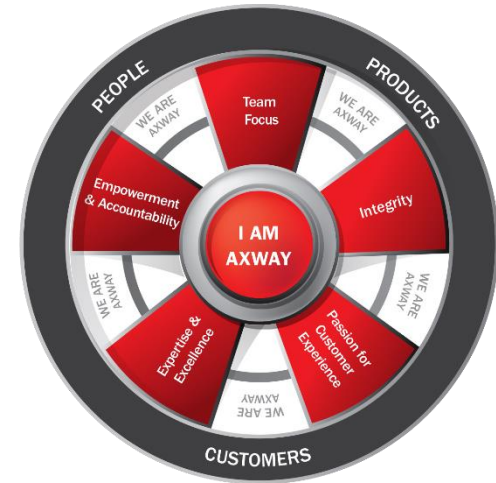 PEOPLE
PRODUCTS
WE ARE
AXWAY
Team
Focus
WE ARE
AXWAY
Empowerment
& Accountability
Integrity
I AM
AXWAY
WE ARE
AXWAY
WE ARE
AXWAY
Expertise &
Excellence
Passion for
Customer
Experience
WE ARE
AXWAY
CUSTOMERS